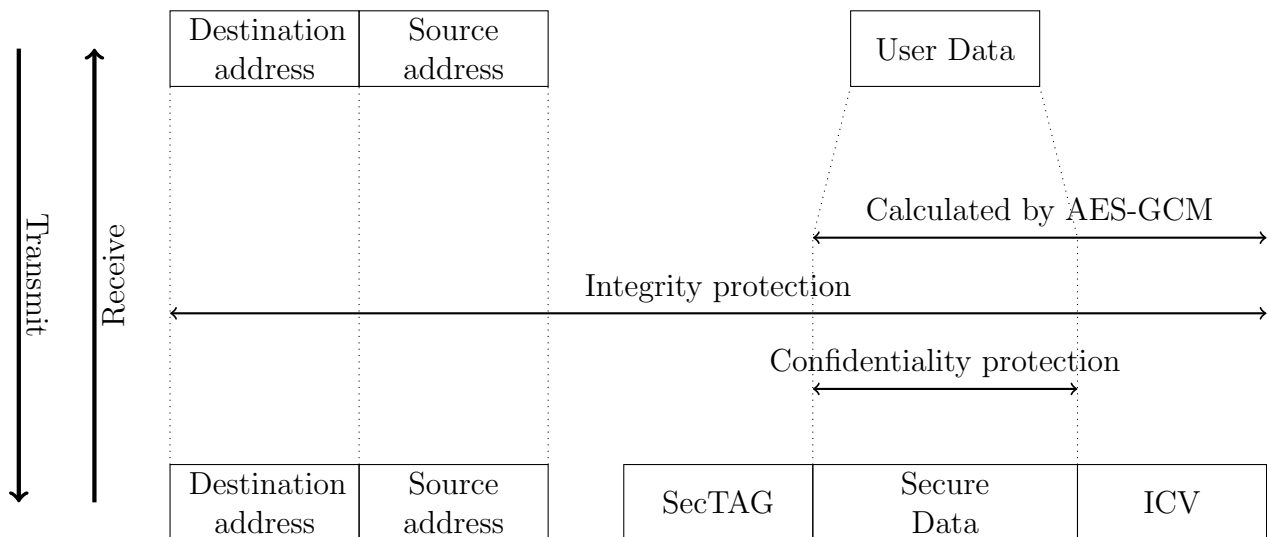 Destination
address
Source
address
User Data
Transmit
Receive
Calculated by AES-GCM
Integrity protection
Confidentiality protection
Destination
address
Source
address
SecTAG
Secure
Data
ICV